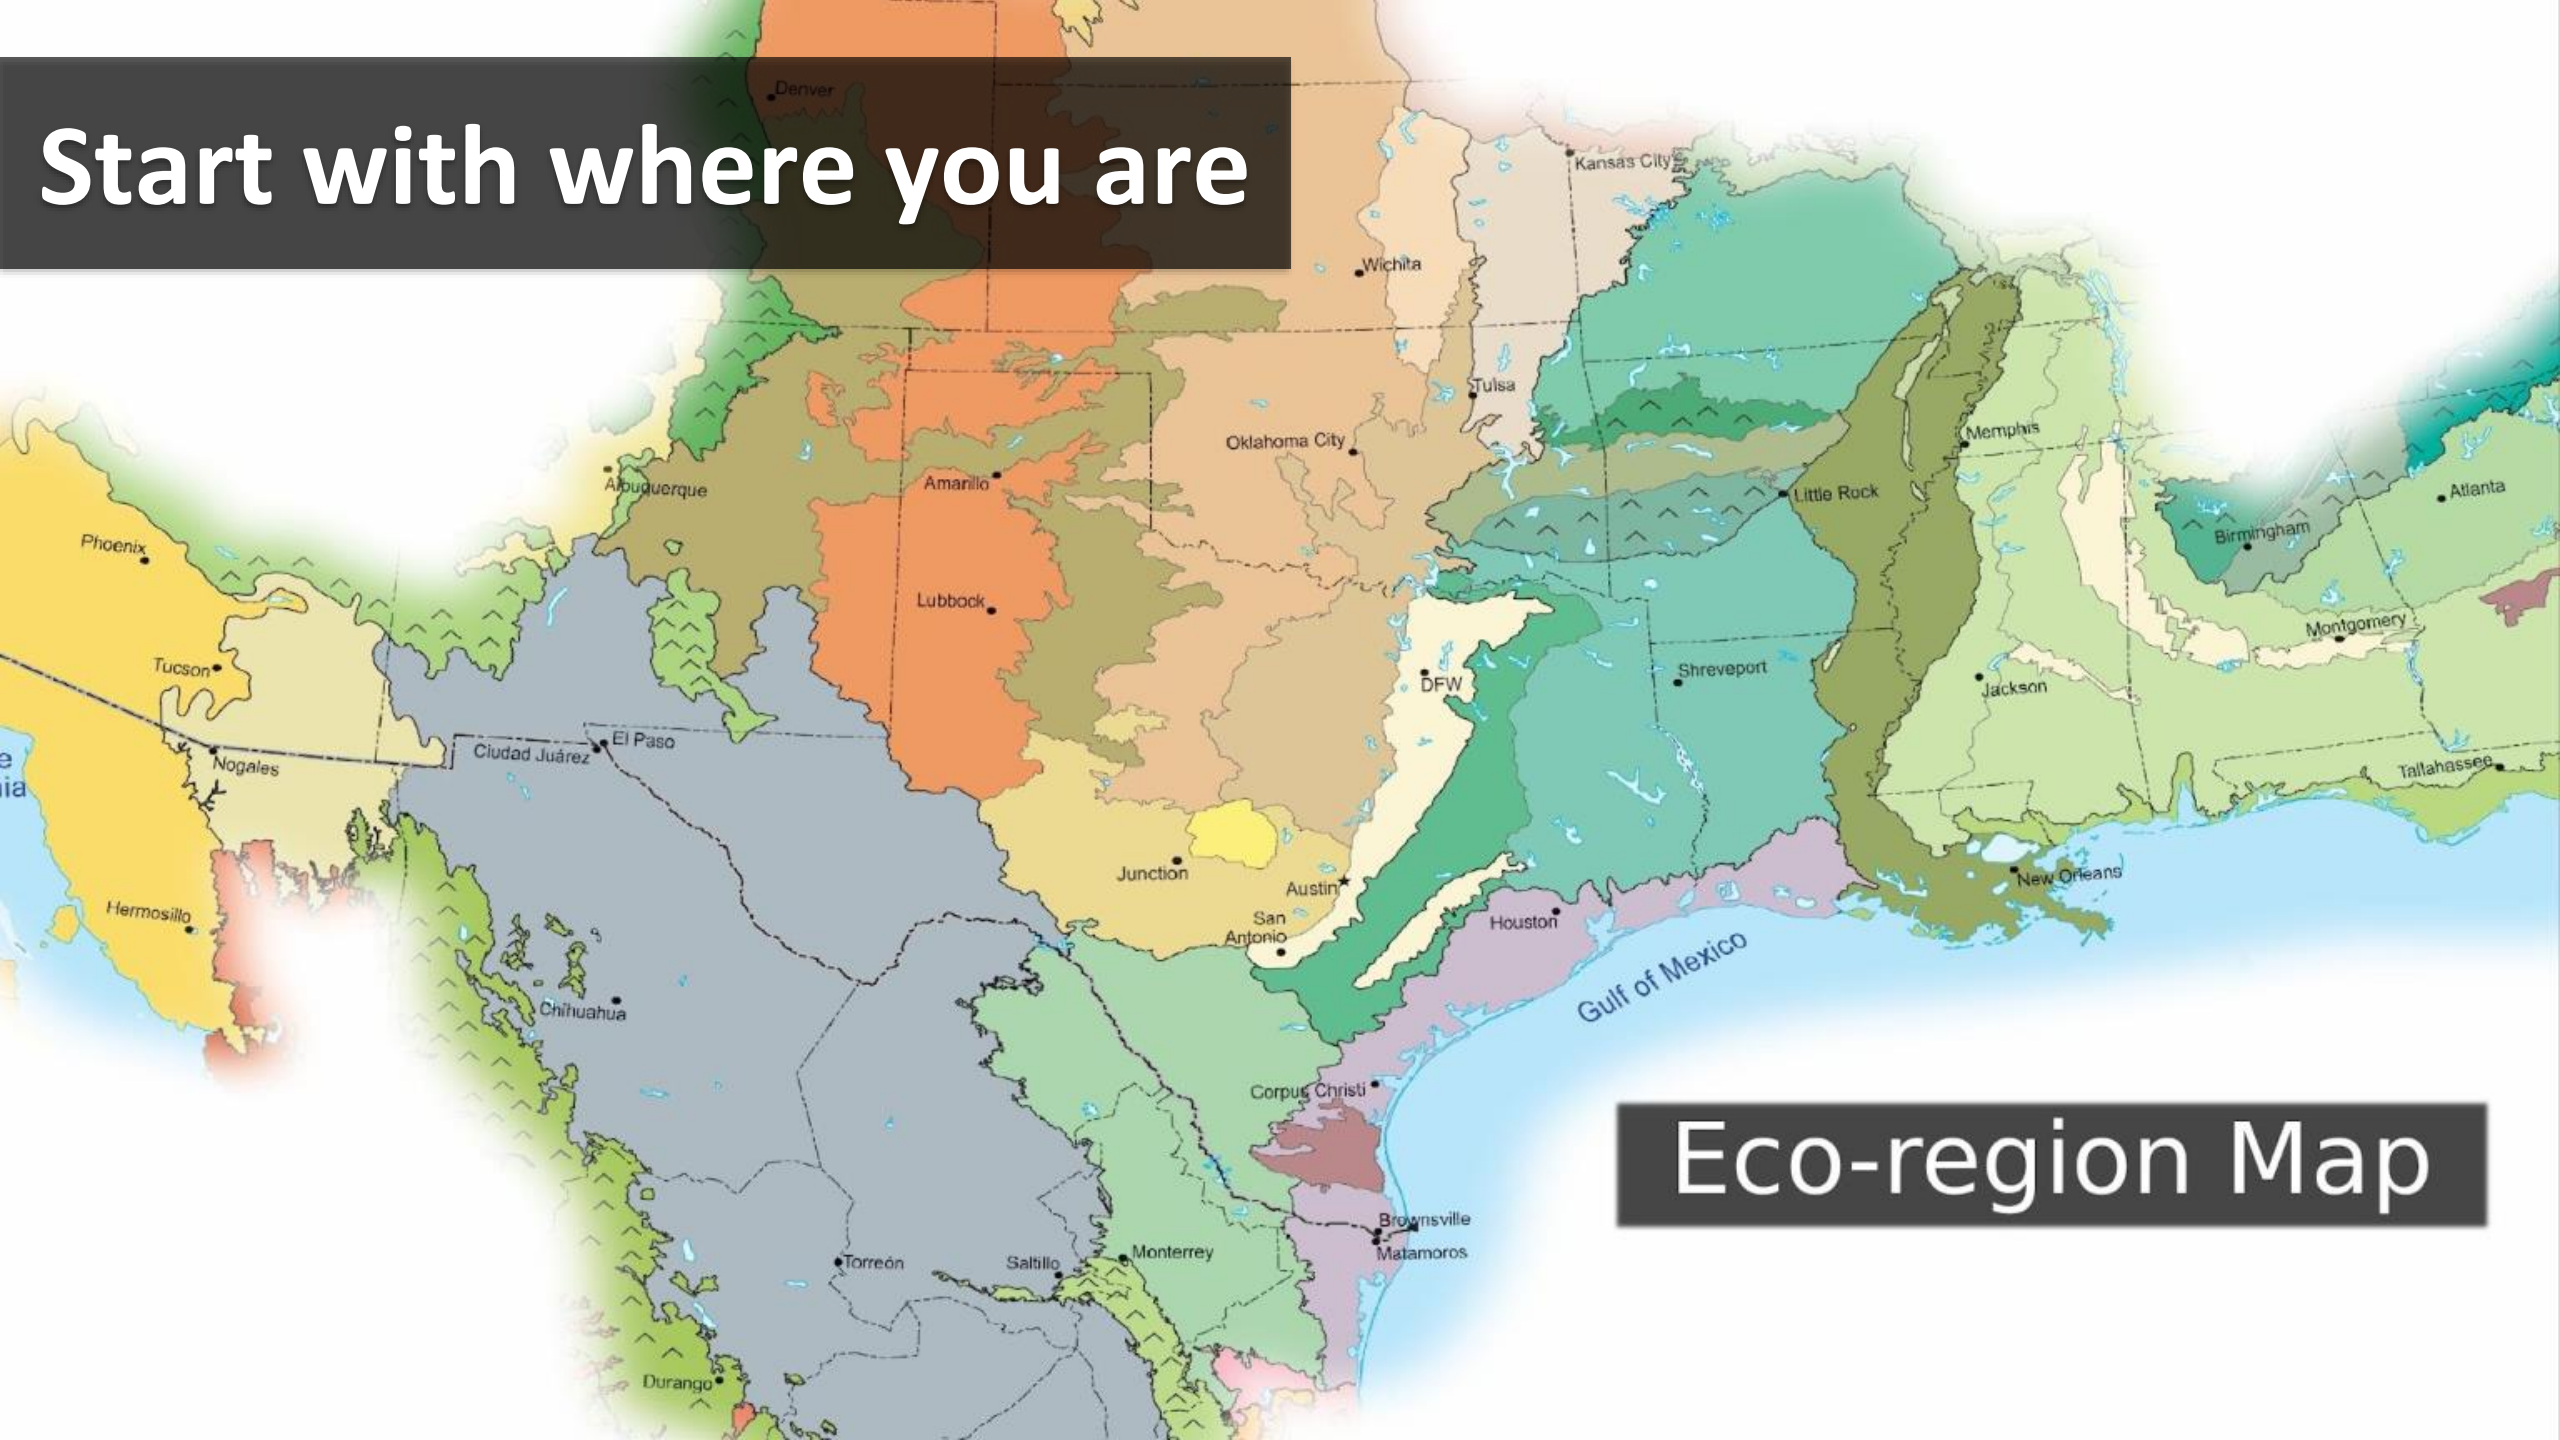 Start with where you are
Denver
Kansas City
Wichita
Tulsa
Oklahoma City
Memphis
Albuquerque
Amarillo
Little Rock
Atlanta
Birmingham
Phoenix
Lubbock
Montgomery
Tucson
DFW
Shreveport
Jackson
El Paso
Ciudad Juárez
Nogales
Tallahassee
e
ia
Junction
Austin
New Orleans
Hermosillo
San
Antonio
Houston
Gulf of Mexico
Chihuahua
Corpus Christi
Eco-region Map
Brownsville
Matamoros
Monterrey
Torreón
Saltillo
Durango